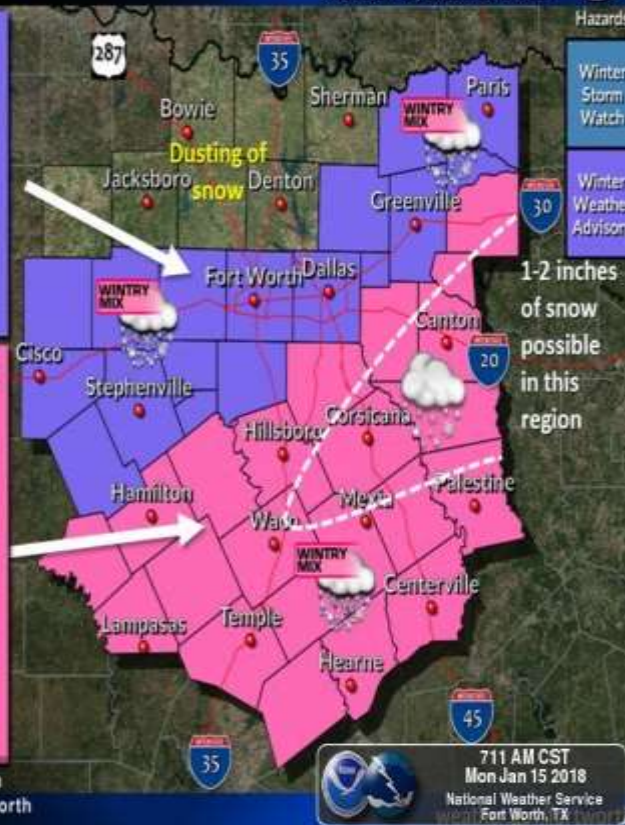 Hazards
287
35
Winter
Storm
Watch
Sherman
Paris
WINTRY
MIX
Bowie
Dusting of
snow
Jacksboro
Denton
Greenville
30
Winter
Weather
Advisor
1-2 inches
of snow
possible
in this
region
Fort Worth
Dallas
WINTRY
MIX
Canton
20
Cisco
Stephenville
Corsicana
Hillsboro
Hamilton
Palestine
Mexia
Waco
WINTRY
MIX
Centerville
Lampasas
Temple
Hearne
45
35
711 AM CST
Mon Jan 15 2018
National Weather Service
Fort Worth, TX
orth